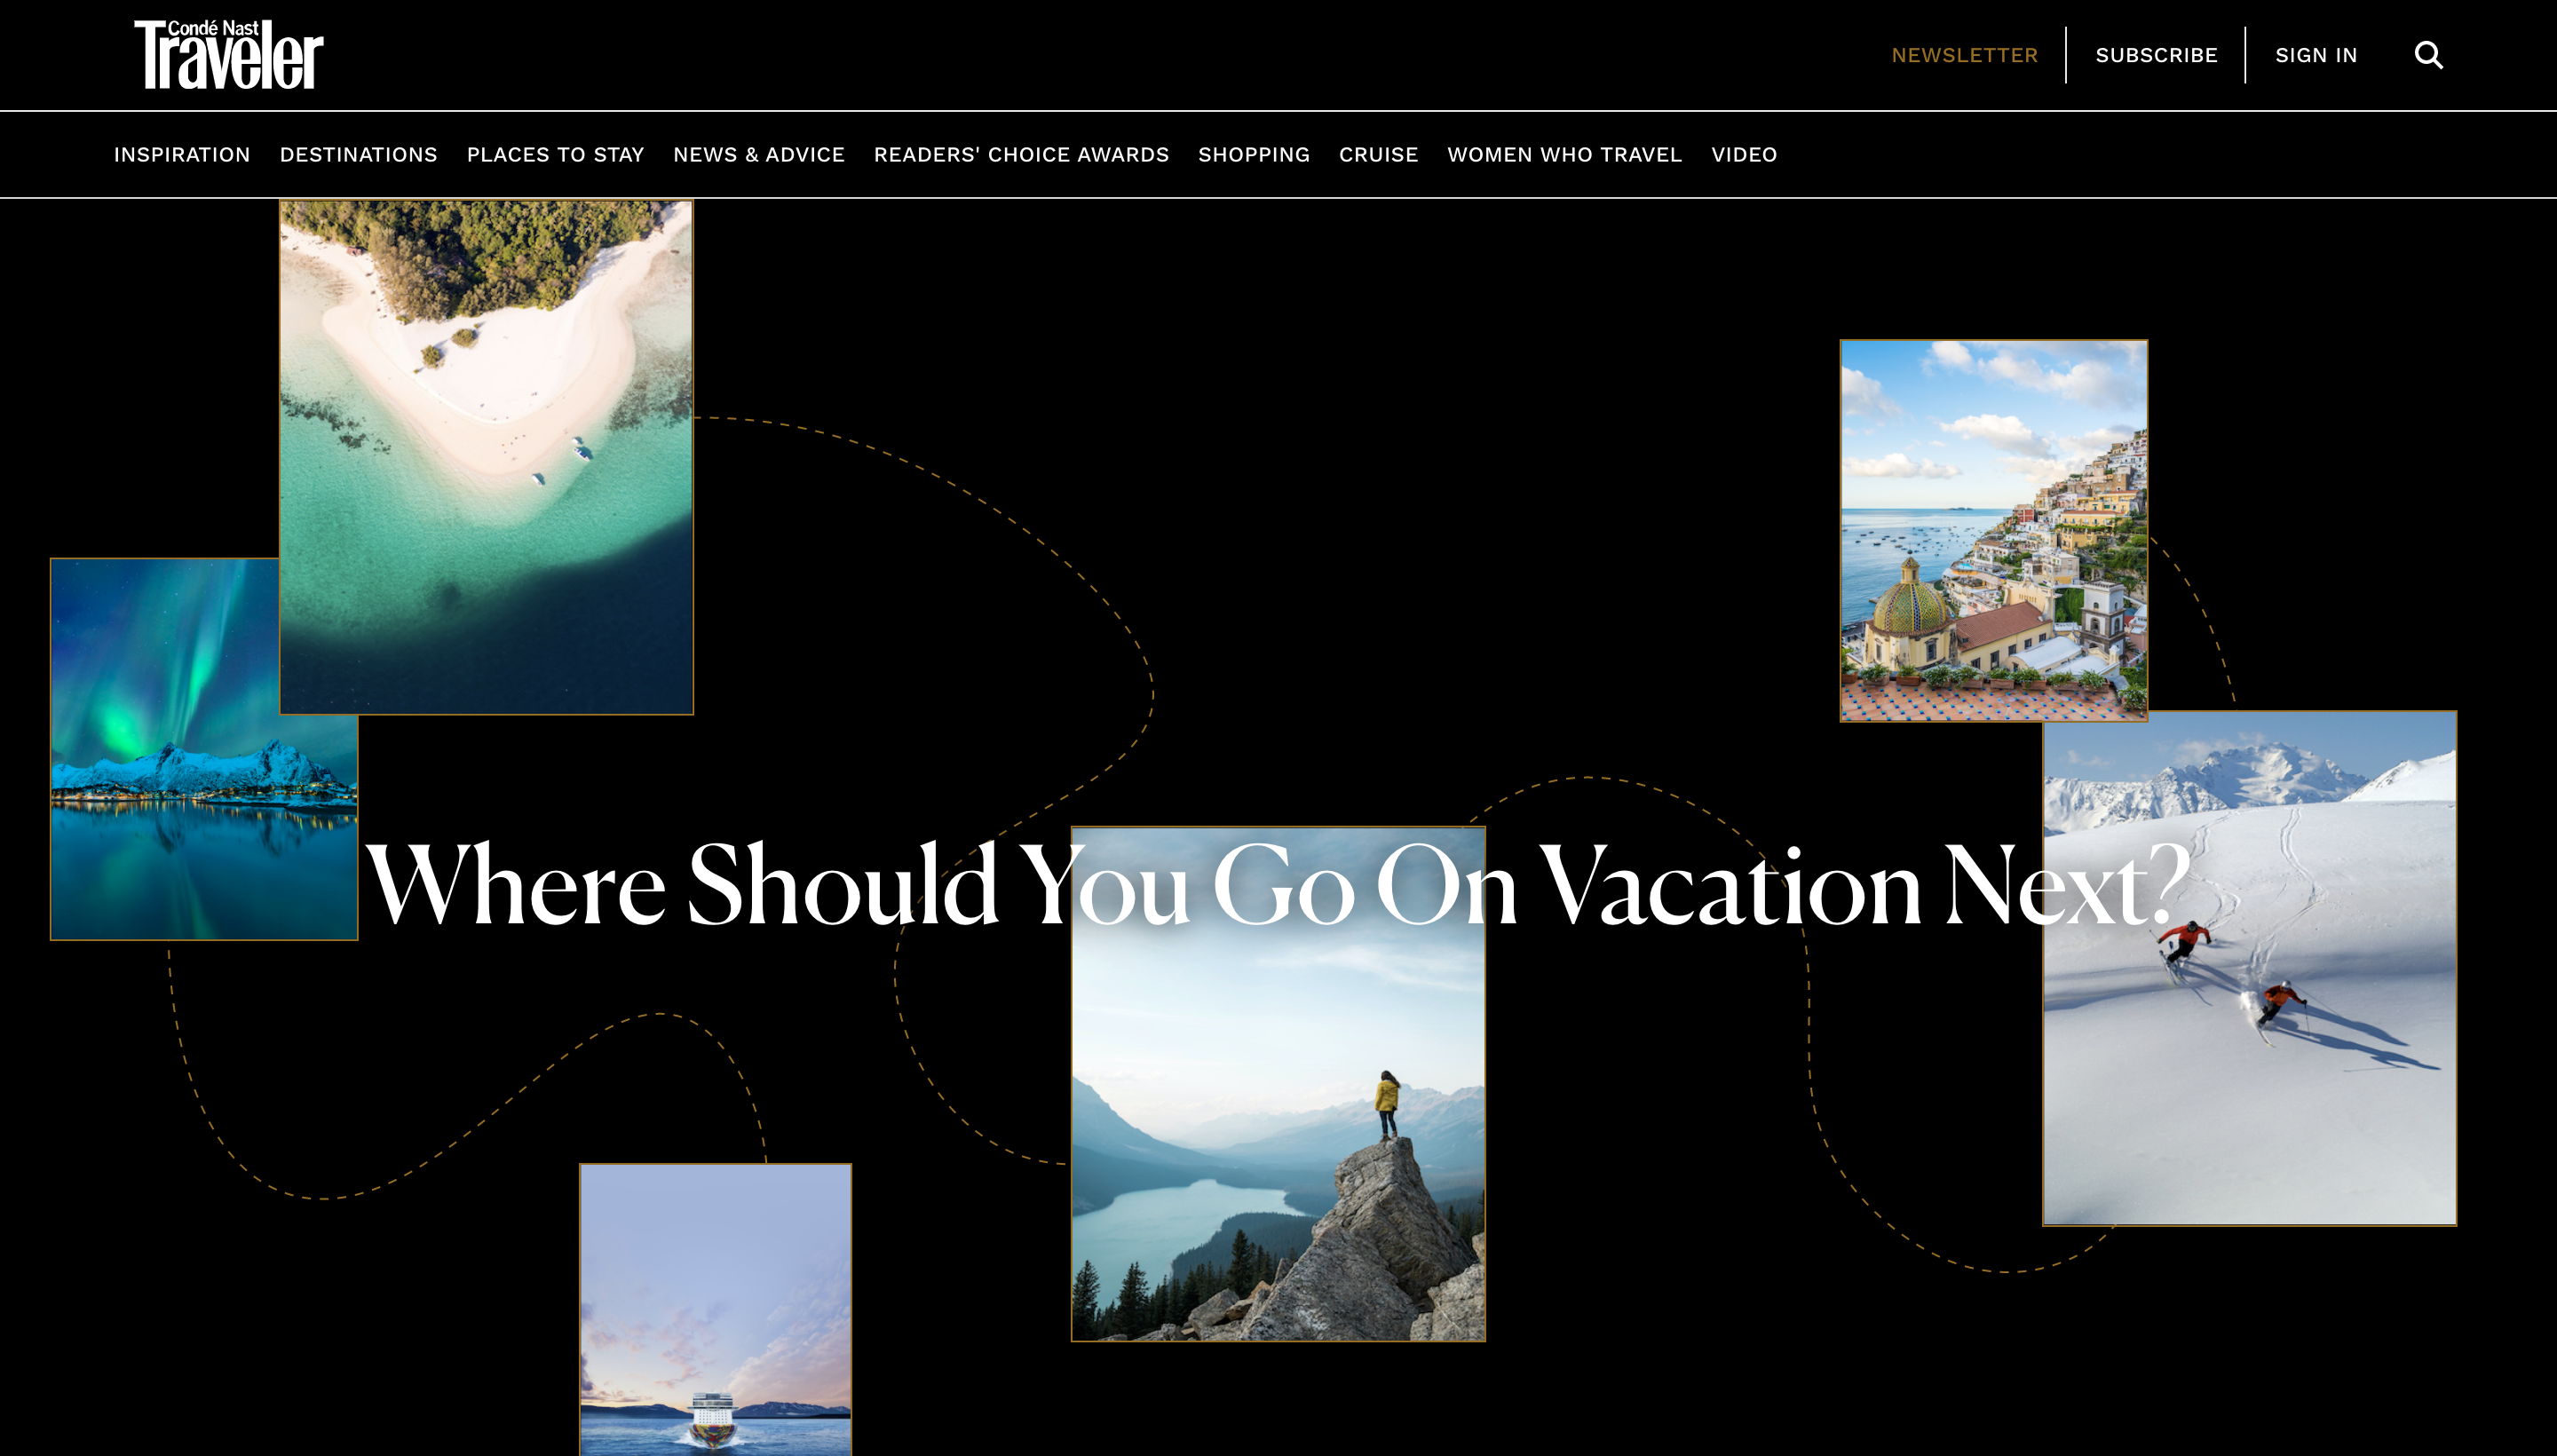 Condé Nast
Traveler
NEWSLETTER
SUBSCRIBE
SIGN IN
INSPIRATION
DESTINATIONS
PLACES TO STAY
NEWS & ADVICE
READERS' CHOICE AWARDS
SHOPPING
CRUISE
WOMEN WHO TRAVEL
VIDEO
Where Should You Go On Vacation Next?